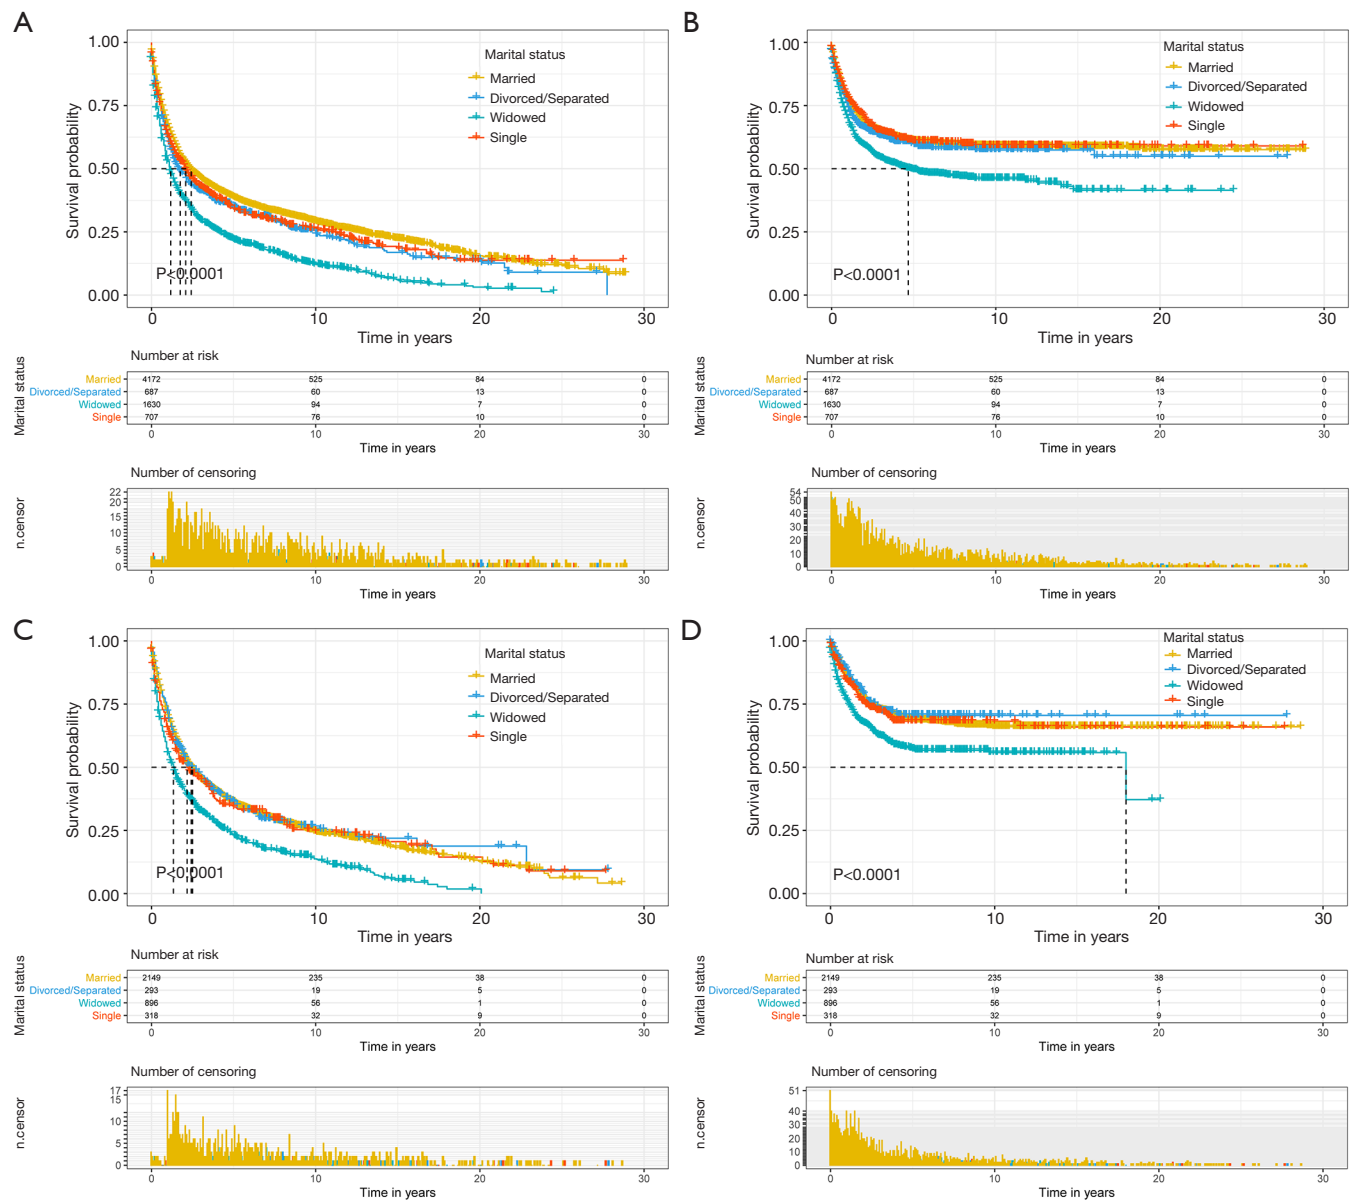 A
Survival probability
1.00
0.75
0.50
0.25
0.00
Marital status
Married
Divorced/Separated
Widowed
Single
P<0.0001
0 10 20 30
Time in years
Number at risk
Marital status
Married 4172 525 84 0
Divorced/Separated 687 60 13 0
Widowed 1630 94 7 0
Single 707 76 10 0
0 10 20 30
Time in years
Number of censoring
n.censor
22
20
15
10
5
0
0 10 20 30
Time in years
B
Survival probability
1.00
0.75
0.50
0.25
0.00
Marital status
Married
Divorced/Separated
Widowed
Single
P<0.0001
0 10 20 30
Time in years
Number at risk
Marital status
Married 4172 525 84 0
Divorced/Separated 687 60 13 0
Widowed 1630 94 7 0
Single 707 76 10 0
0 10 20 30
Time in years
Number of censoring
n.censor
54
50
40
30
20
10
0
0 10 20 30
Time in years
C
Survival probability
1.00
0.75
0.50
0.25
0.00
Marital status
Married
Divorced/Separated
Widowed
Single
P<0.0001
0 10 20 30
Time in years
Number at risk
Marital status
Married 2149 235 38 0
Divorced/Separated 293 19 5 0
Widowed 896 56 1 0
Single 318 32 9 0
0 10 20 30
Time in years
Number of censoring
n.censor
17
15
10
5
0
0 10 20 30
Time in years
D
Survival probability
1.00
0.75
0.50
0.25
0.00
Marital status
Married
Divorced/Separated
Widowed
Single
P<0.0001
0 10 20 30
Time in years
Number at risk
Marital status
Married 2149 235 38 0
Divorced/Separated 293 19 5 0
Widowed 896 56 1 0
Single 318 32 9 0
0 10 20 30
Time in years
Number of censoring
n.censor
51
40
30
20
10
0
0 10 20 30
Time in years